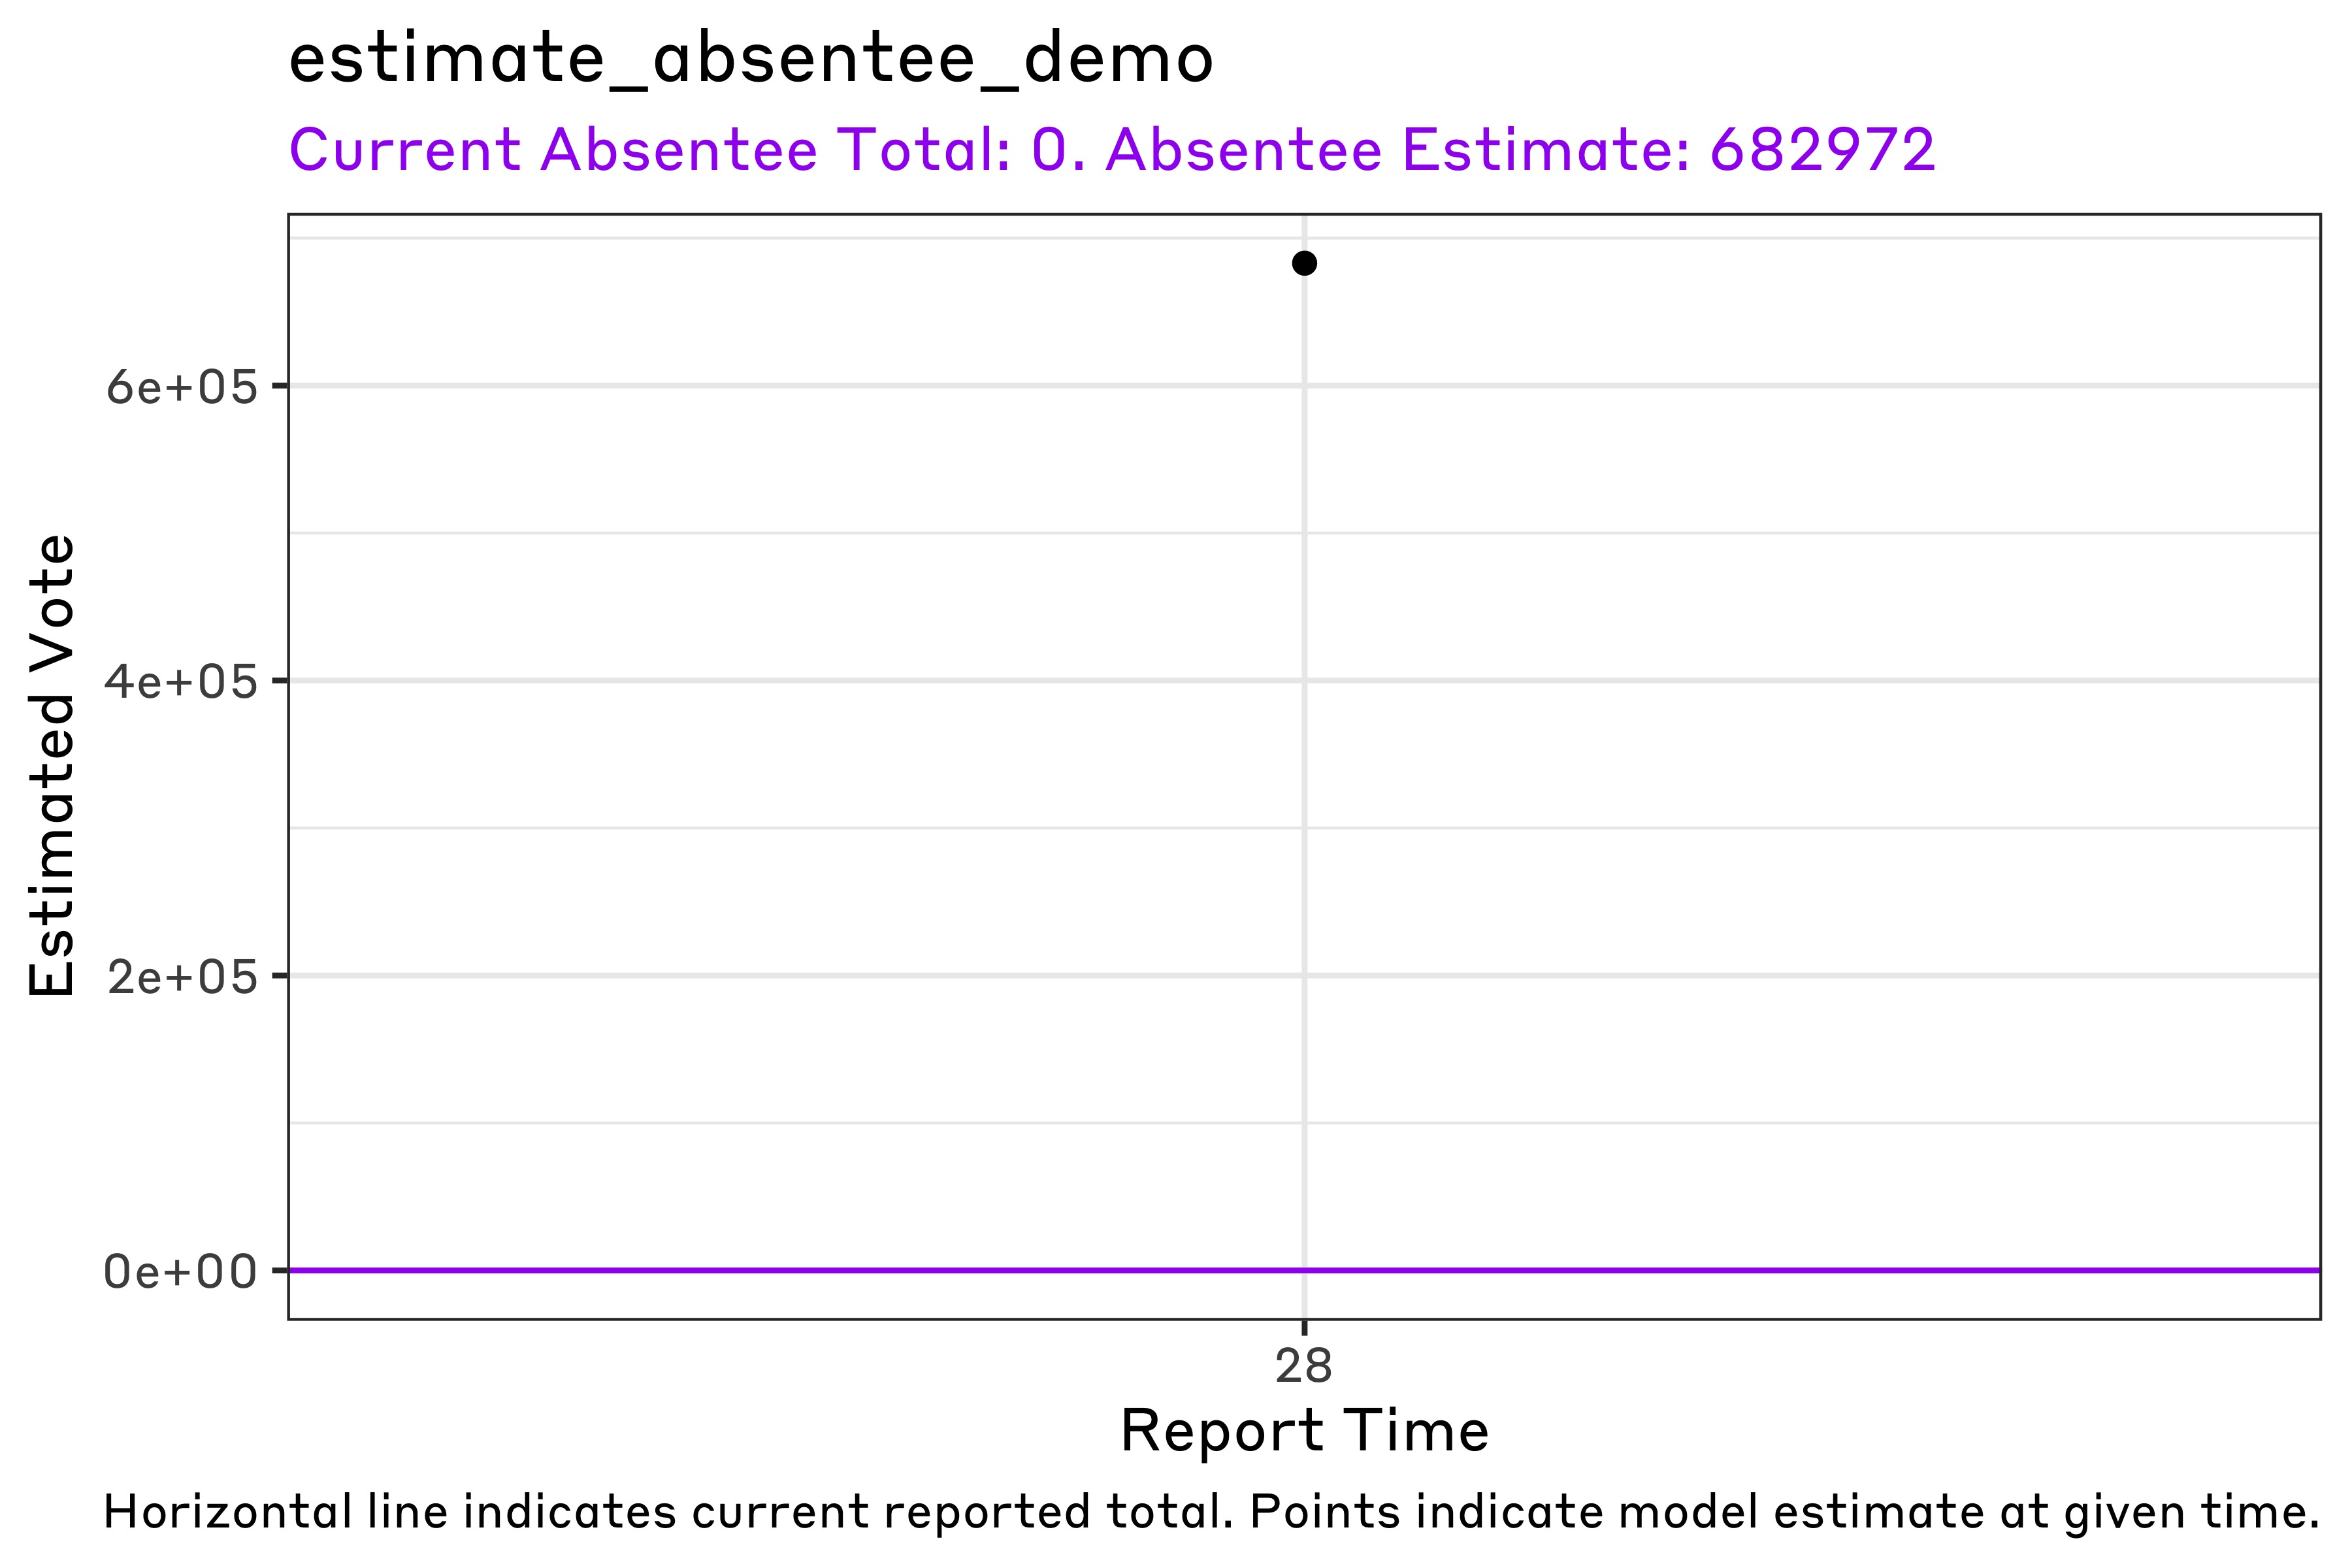 estimate_absentee_demo
Current Absentee Total: 0. Absentee Estimate: 682972
Estimated Vote
6e+05
4e+05
2e+05
0e+00
28
Report Time
Horizontal line indicates current reported total. Points indicate model estimate at given time.